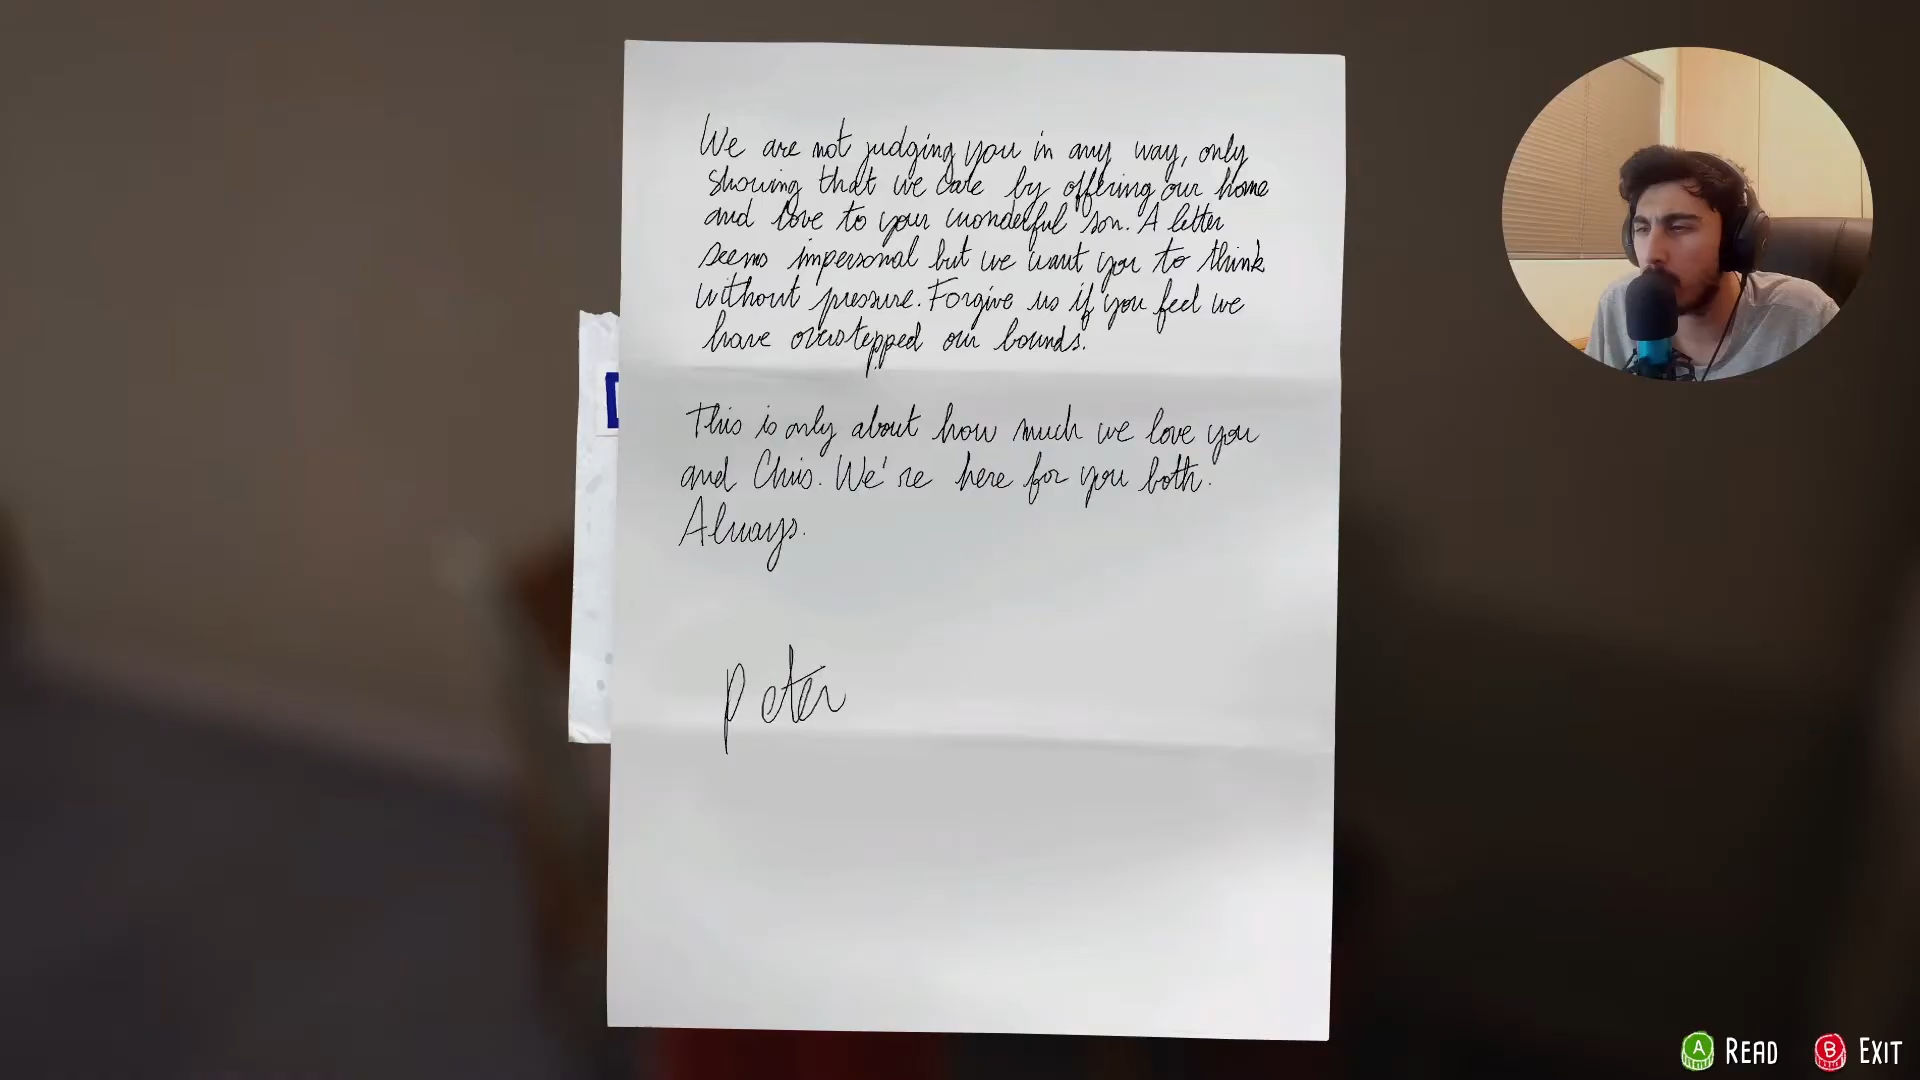 We are not judging you in any way, only
showing that we care by offering our home
and love to your wonderful son. A letter
seems impersonal but we want you to think
without pressure. Forgive us if you feel we
have overstepped our bounds.
This is only about how much we love you
and Chris. We're here for you both.
Always.
Peter
A READ B EXIT